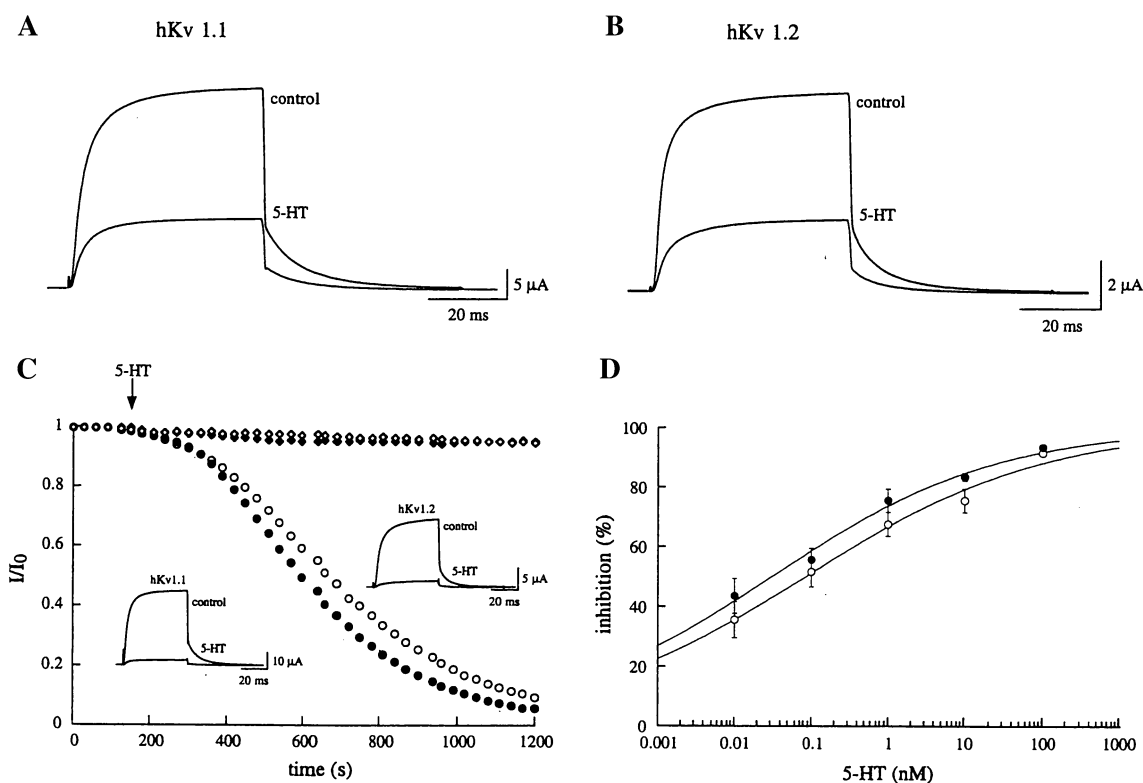 A
hKv 1.1
control
5-HT
5 μA
20 ms
B
hKv 1.2
control
5-HT
2 μA
20 ms
C
5-HT
1
0.8
0.6
0.4
0.2
0
I/I0
0 200 400 600 800 1000 1200
time (s)
hKv1.2
control
5-HT
5 μA
20 ms
hKv1.1
control
5-HT
10 μA
20 ms
D
100
80
60
40
20
0
inhibition (%)
0.001 0.01 0.1 1 10 100 1000
5-HT (nM)